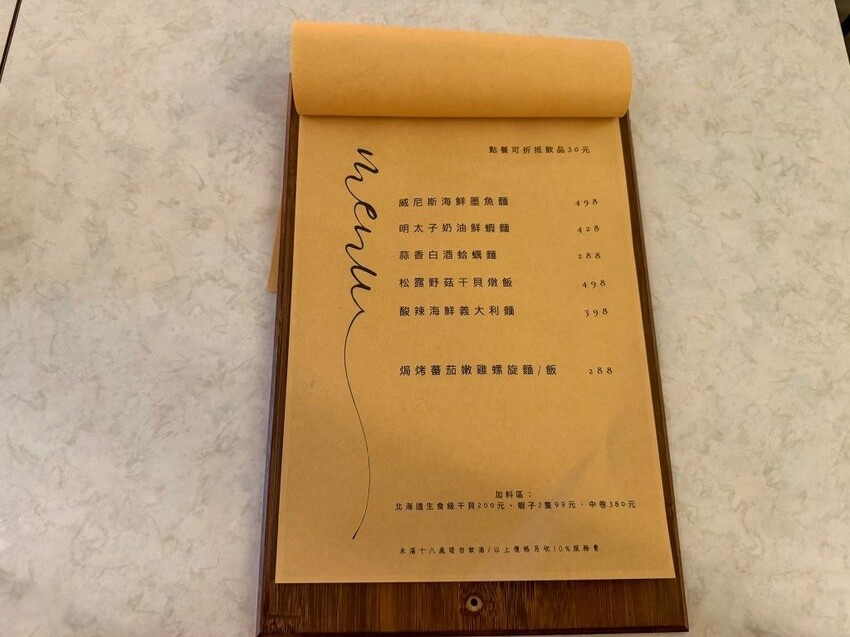 menu
點餐可折抵飲品30元
威尼斯海鮮墨魚麵 498
明太子奶油鮮蝦麵 428
蒜香白酒蛤蠣麵 288
松露野菇干貝燉飯 498
酸辣海鮮義大利麵 398
焗烤蕃茄嫩雞螺旋麵/飯 288
加料區:
北海道生食級干貝200元、蝦子2隻99元、中卷380元
未滿十八歲請勿飲酒/以上價格另收10%服務費